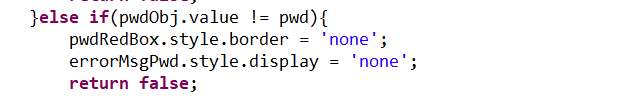 }else if(pwdObj.value != pwd){
pwdRedBox.style.border = 'none';
errorMsgPwd.style.display = 'none';
return false;